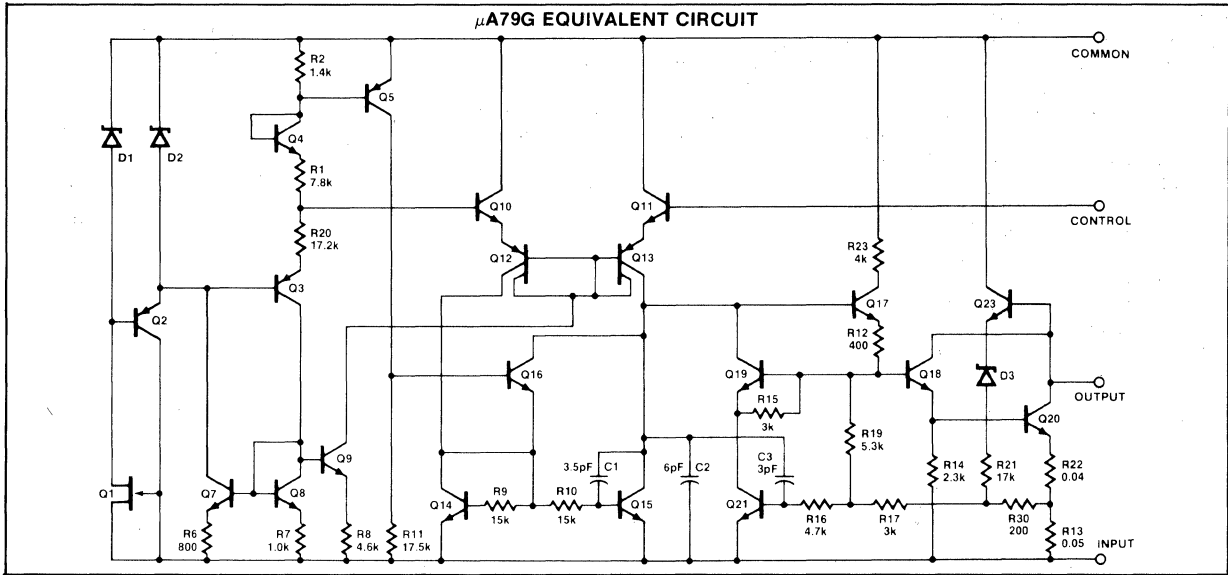 μA79G EQUIVALENT CIRCUIT
COMMON
R2
1.4k
Q5
D1
D2
Q4
R1
7.8k
Q10
Q11
CONTROL
R20
17.2k
Q12
Q13
R23
4k
Q3
Q2
Q17
Q23
R12
400
Q16
Q19
Q18
D3
OUTPUT
R15
3k
Q20
R19
5.3k
Q9
3.5pF
C1
6pF
C2
C3
3pF
R14
2.3k
R21
17k
R22
0.04
Q1
Q7
Q8
Q14
R9
15k
R10
15k
Q15
Q21
R16
4.7k
R17
3k
R30
200
R6
800
R7
1.0k
R8
4.6k
R11
17.5k
R13
0.05
INPUT